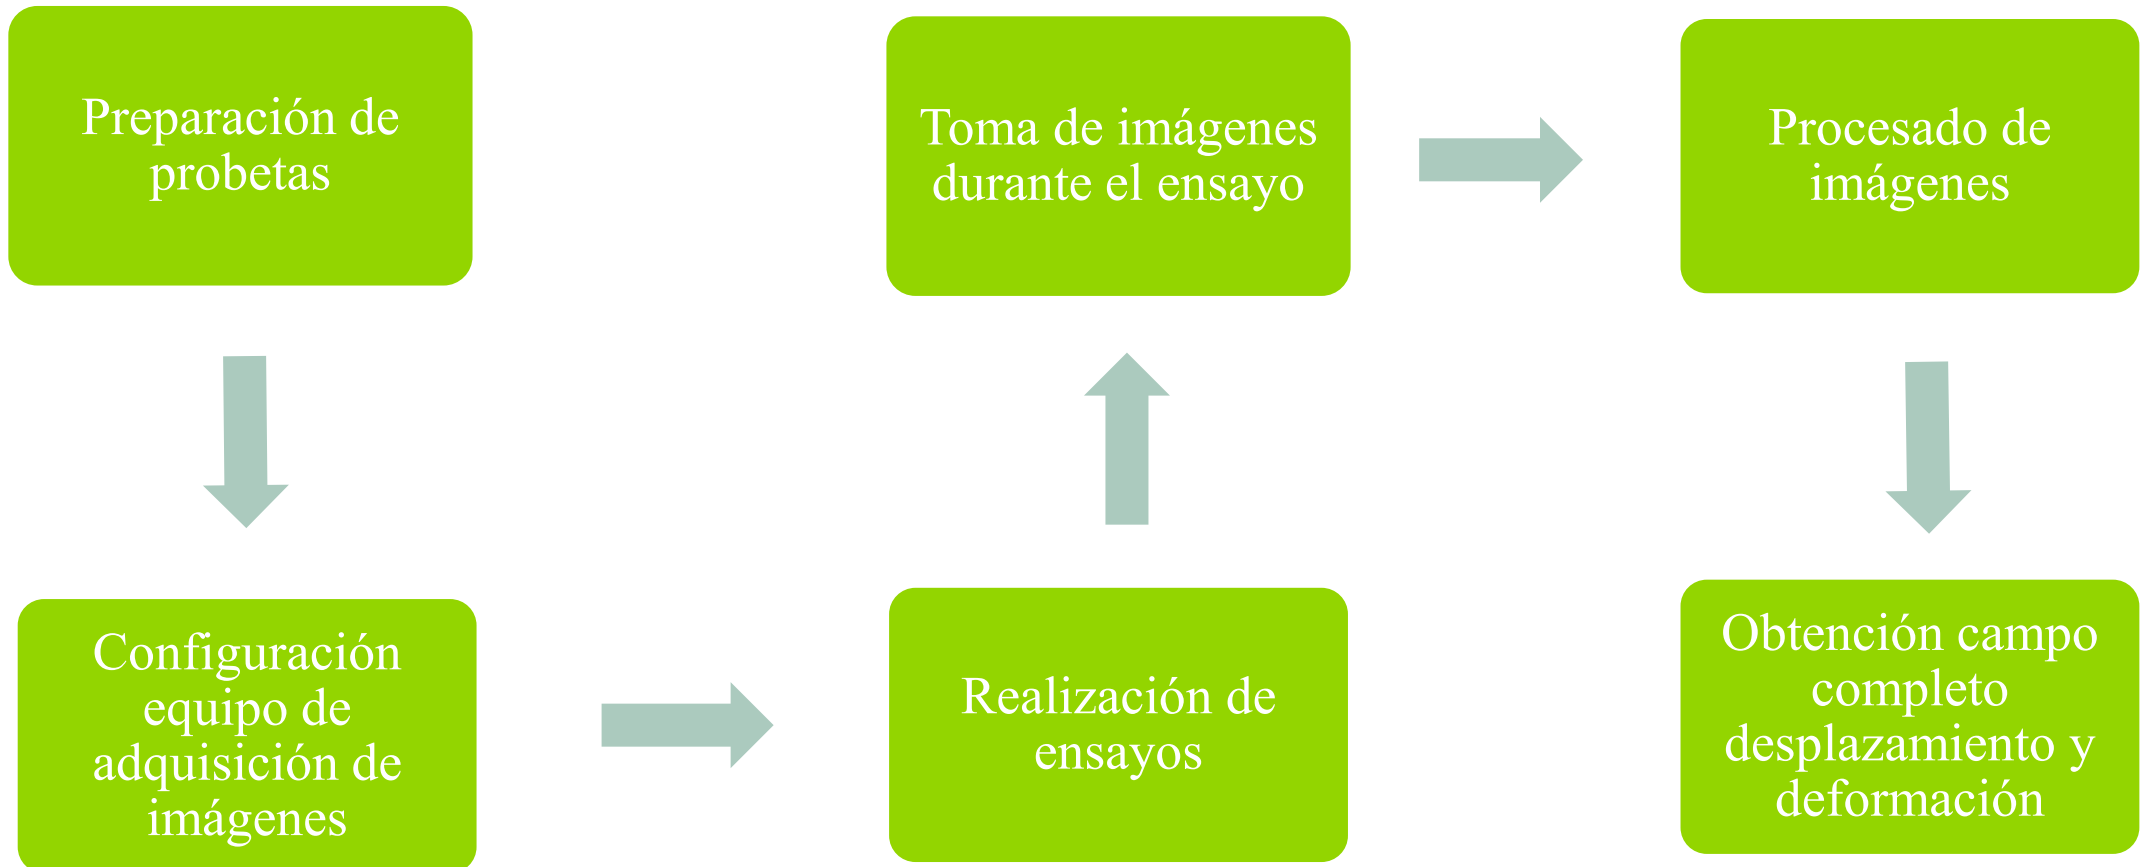 Preparación de
probetas
Configuración
equipo de
adquisición de
imágenes
Realización de
ensayos
Toma de imágenes
durante el ensayo
Procesado de
imágenes
Obtención campo
completo
desplazamiento y
deformación